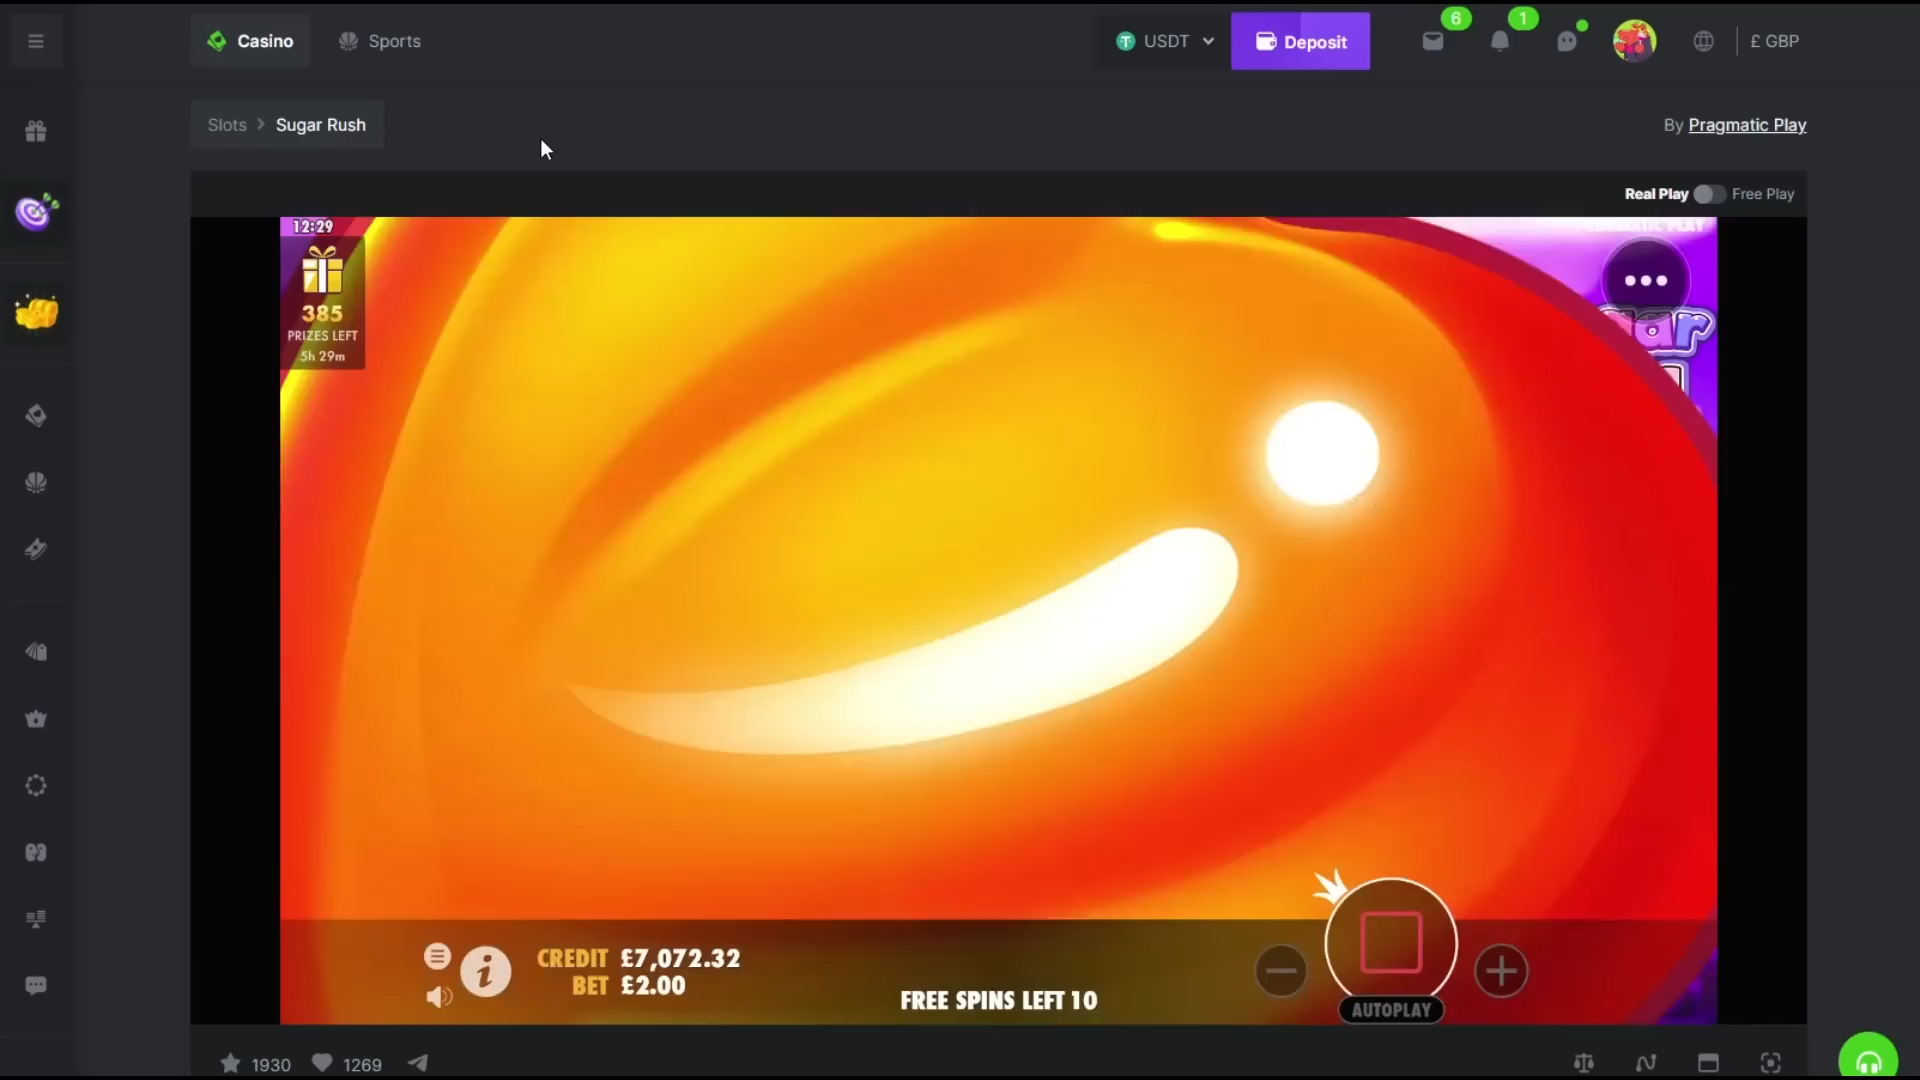 Casino
Sports
USDT
Deposit
6
1
£ GBP
Slots > Sugar Rush
By Pragmatic Play
Real Play
Free Play
12:29
385
PRIZES LEFT
5h 29m
CREDIT £7,072.32
BET £2.00
FREE SPINS LEFT 10
AUTOPLAY
1930
1269